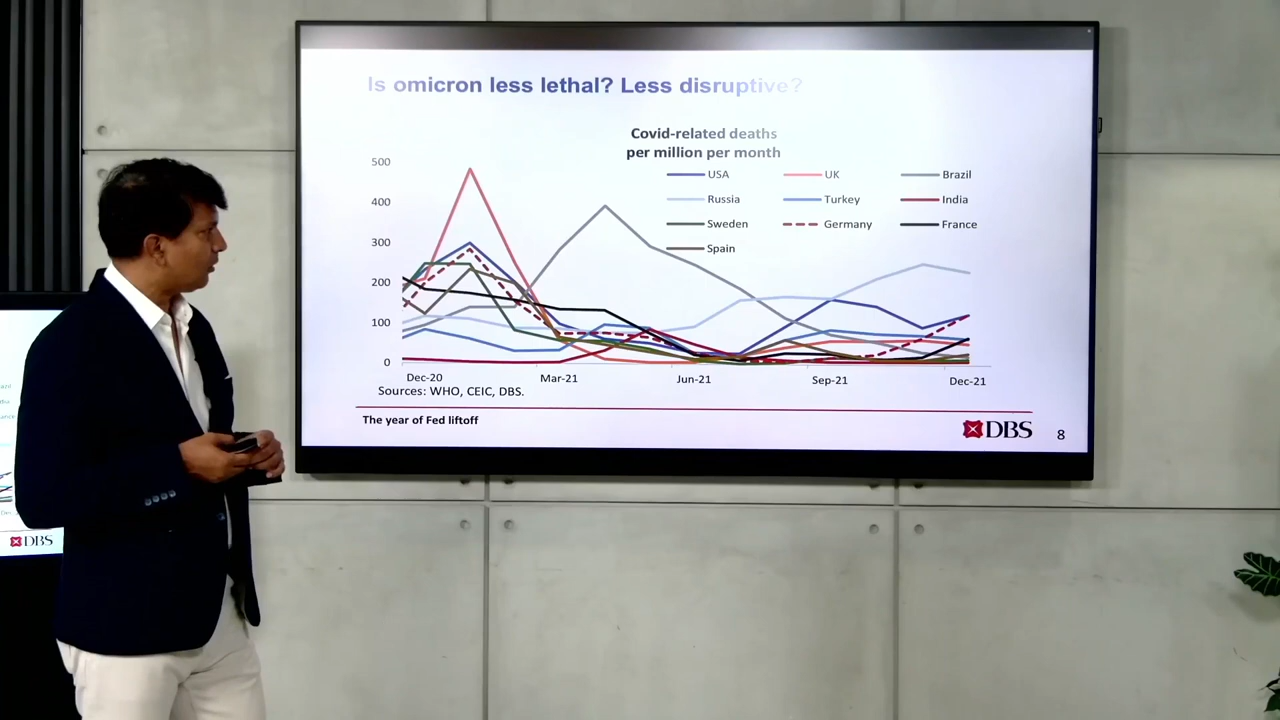 Is omicron less lethal? Less disruptive?
Covid-related deaths
per million per month
USA UK Brazil
Russia Turkey India
Sweden Germany France
Spain
500
400
300
200
100
0
Dec-20 Mar-21 Jun-21 Sep-21 Dec-21
Sources: WHO, CEIC, DBS.
The year of Fed liftoff
DBS
8
DBS